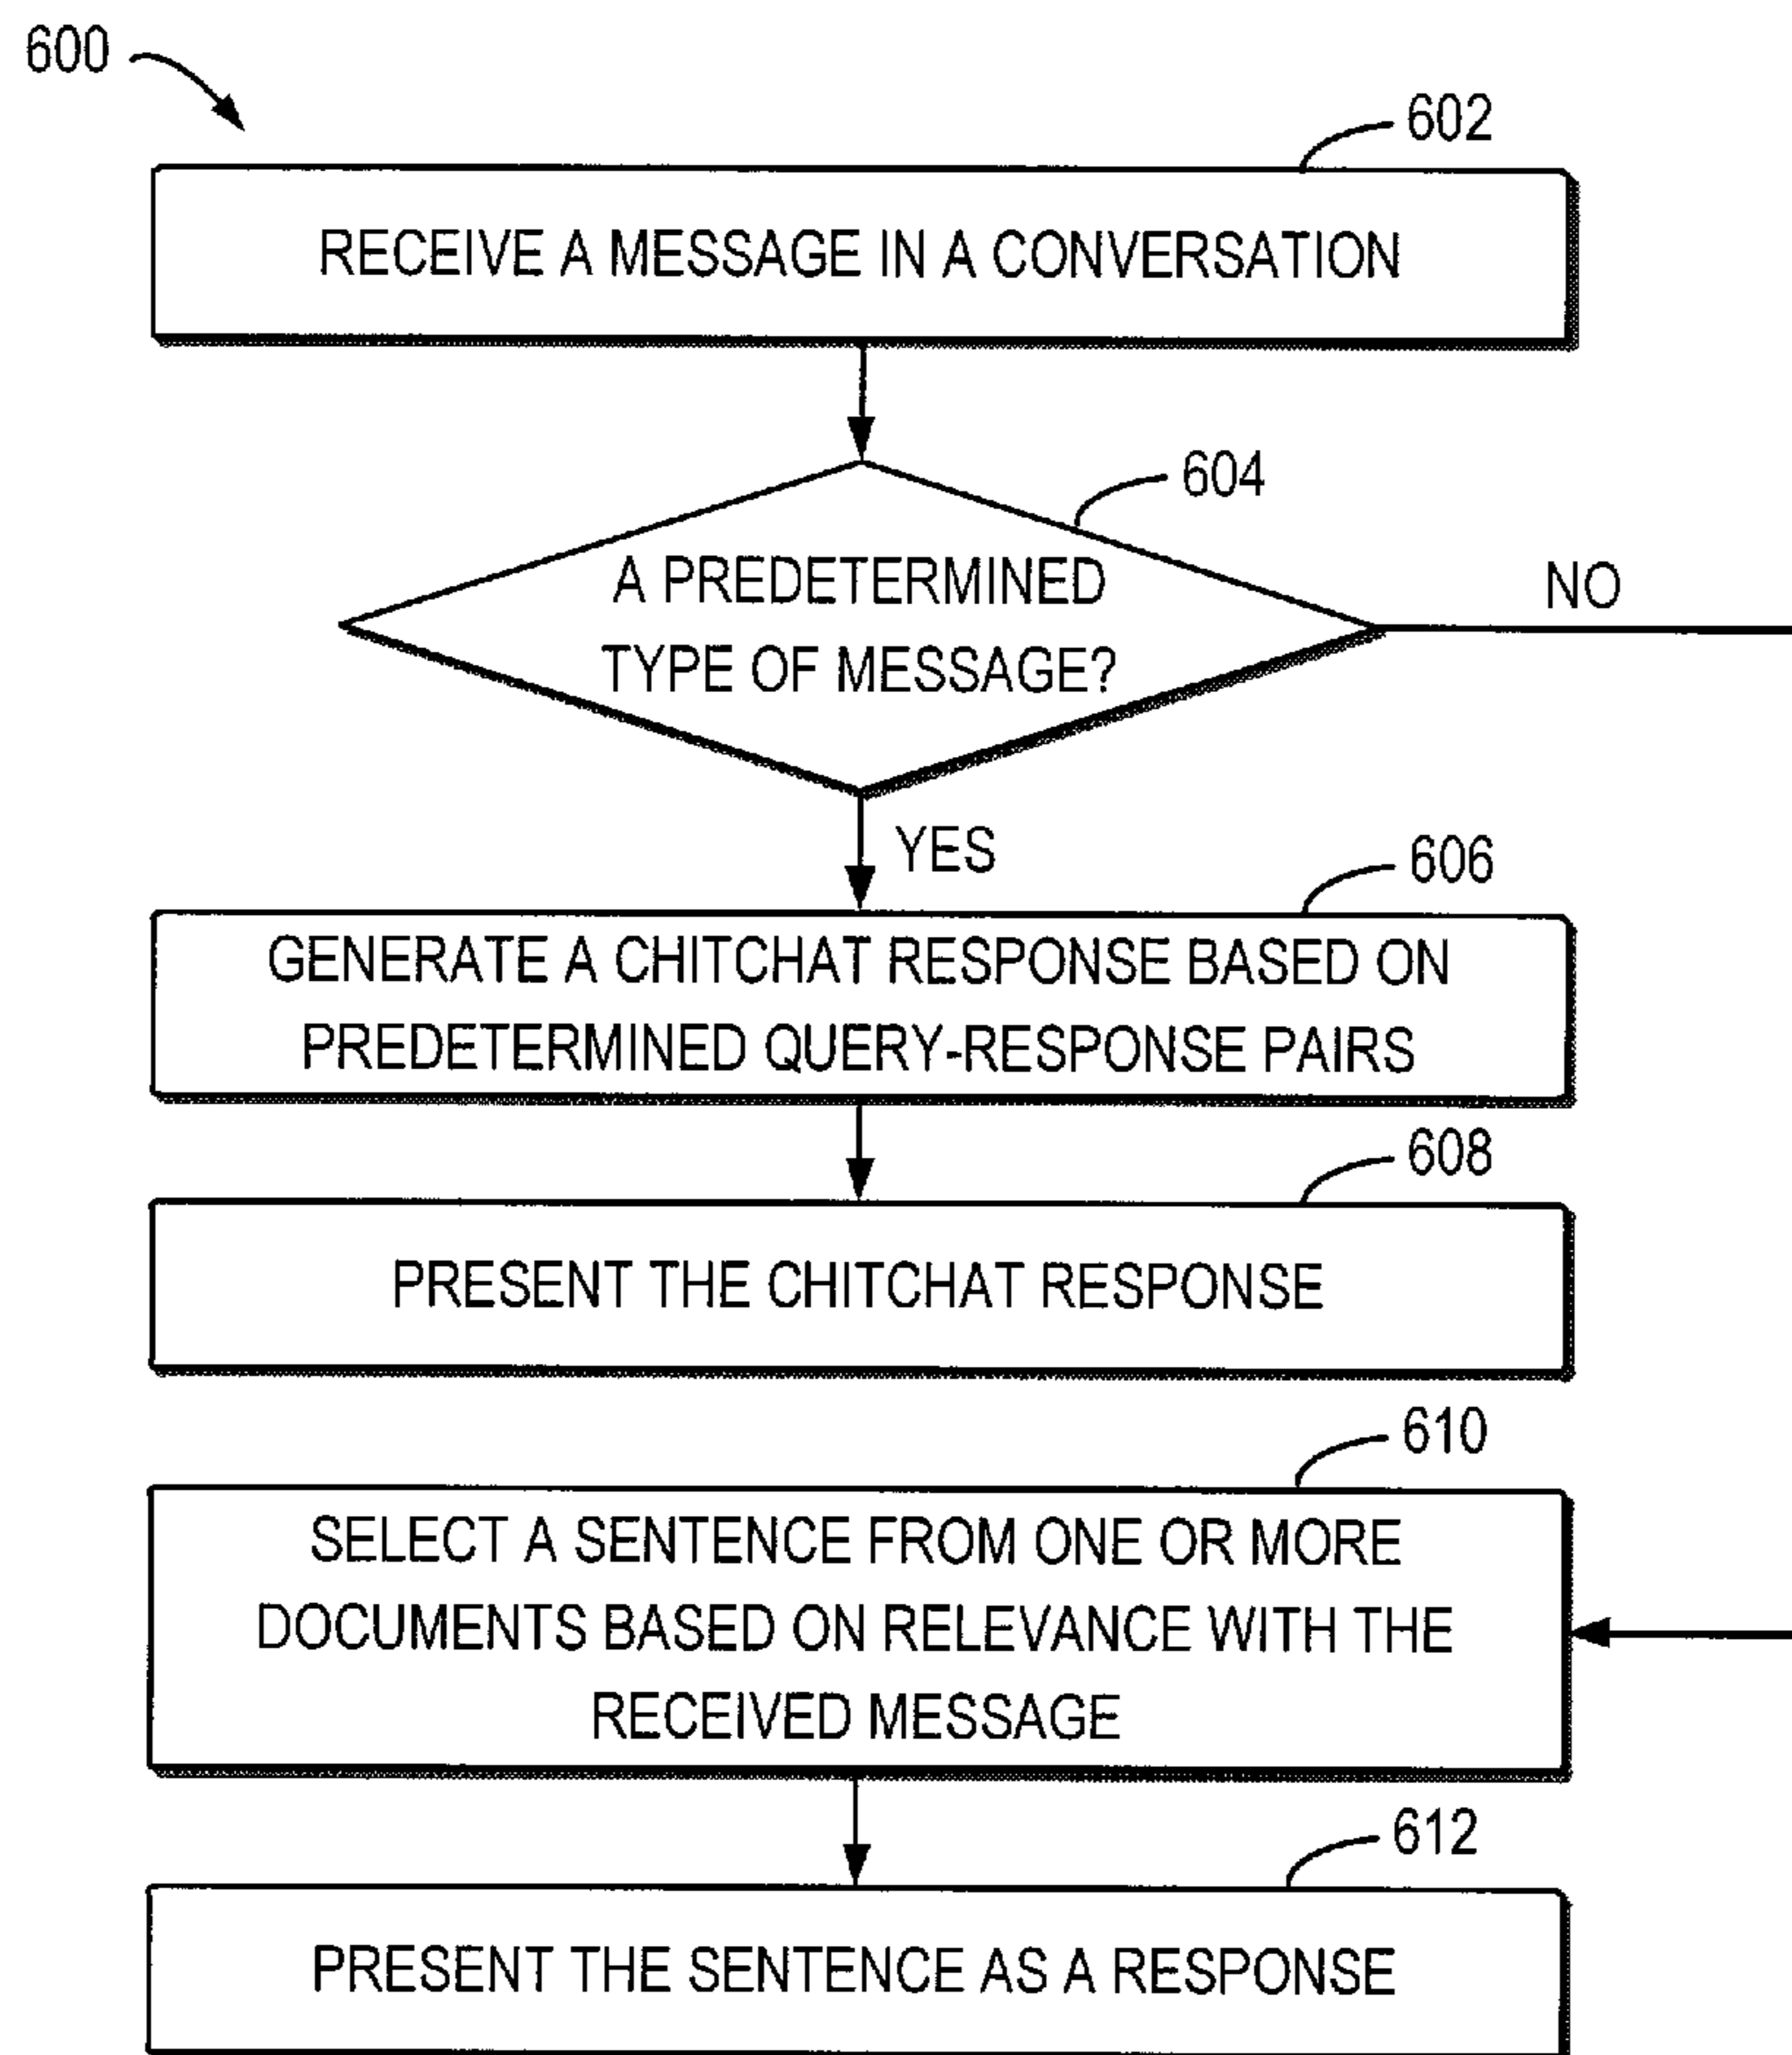 600
602
RECEIVE A MESSAGE IN A CONVERSATION
604
A PREDETERMINED
TYPE OF MESSAGE?
NO
YES
606
GENERATE A CHITCHAT RESPONSE BASED ON
PREDETERMINED QUERY-RESPONSE PAIRS
608
PRESENT THE CHITCHAT RESPONSE
610
SELECT A SENTENCE FROM ONE OR MORE
DOCUMENTS BASED ON RELEVANCE WITH THE
RECEIVED MESSAGE
612
PRESENT THE SENTENCE AS A RESPONSE